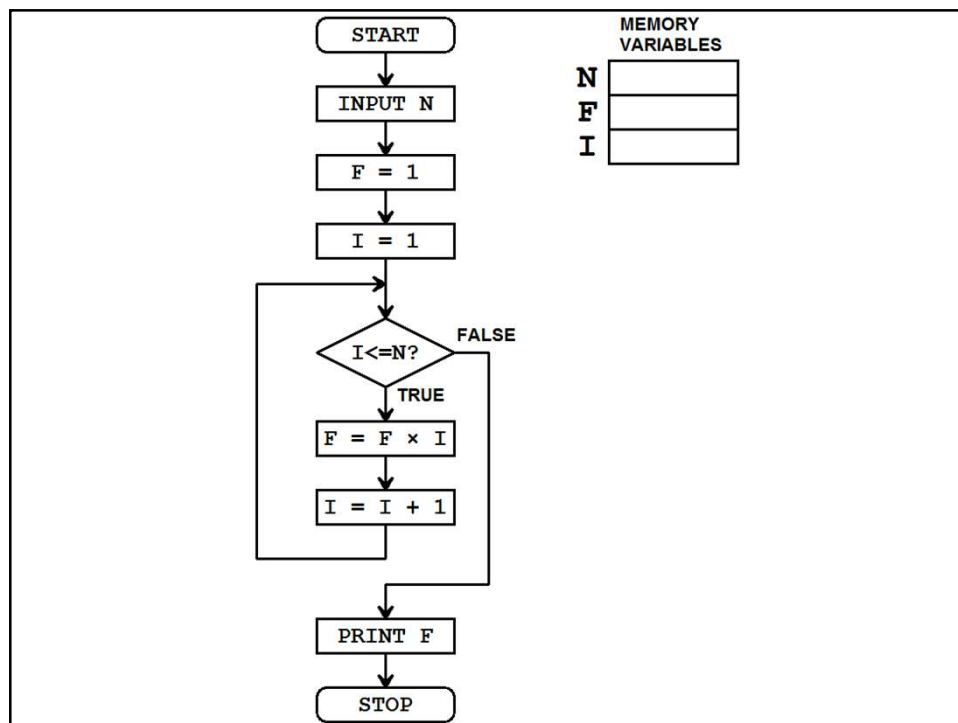 START
INPUT N
F = 1
I = 1
I<=N?
FALSE
TRUE
F = F × I
I = I + 1
PRINT F
STOP
MEMORY
VARIABLES
N
F
I